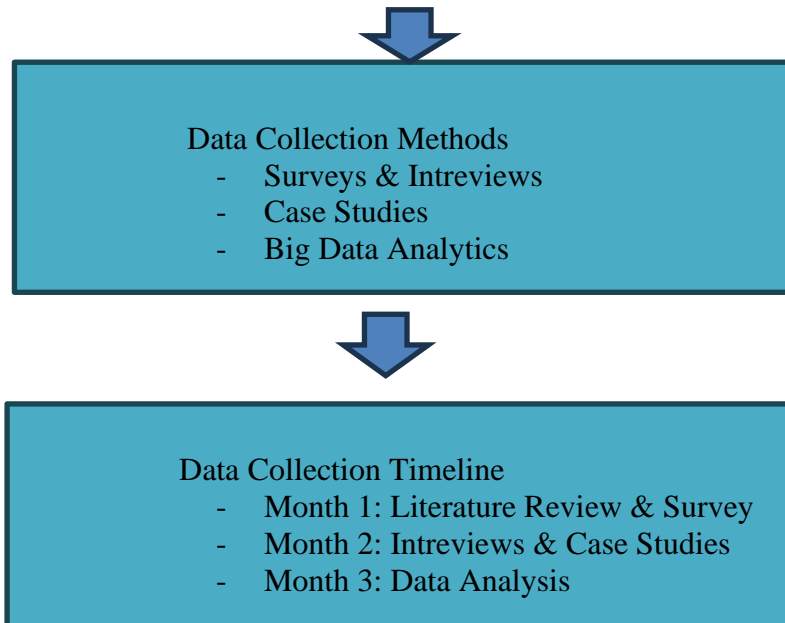 Data Collection Methods
- Surveys & Intreviews
- Case Studies
- Big Data Analytics
Data Collection Timeline
- Month 1: Literature Review & Survey
- Month 2: Intreviews & Case Studies
- Month 3: Data Analysis